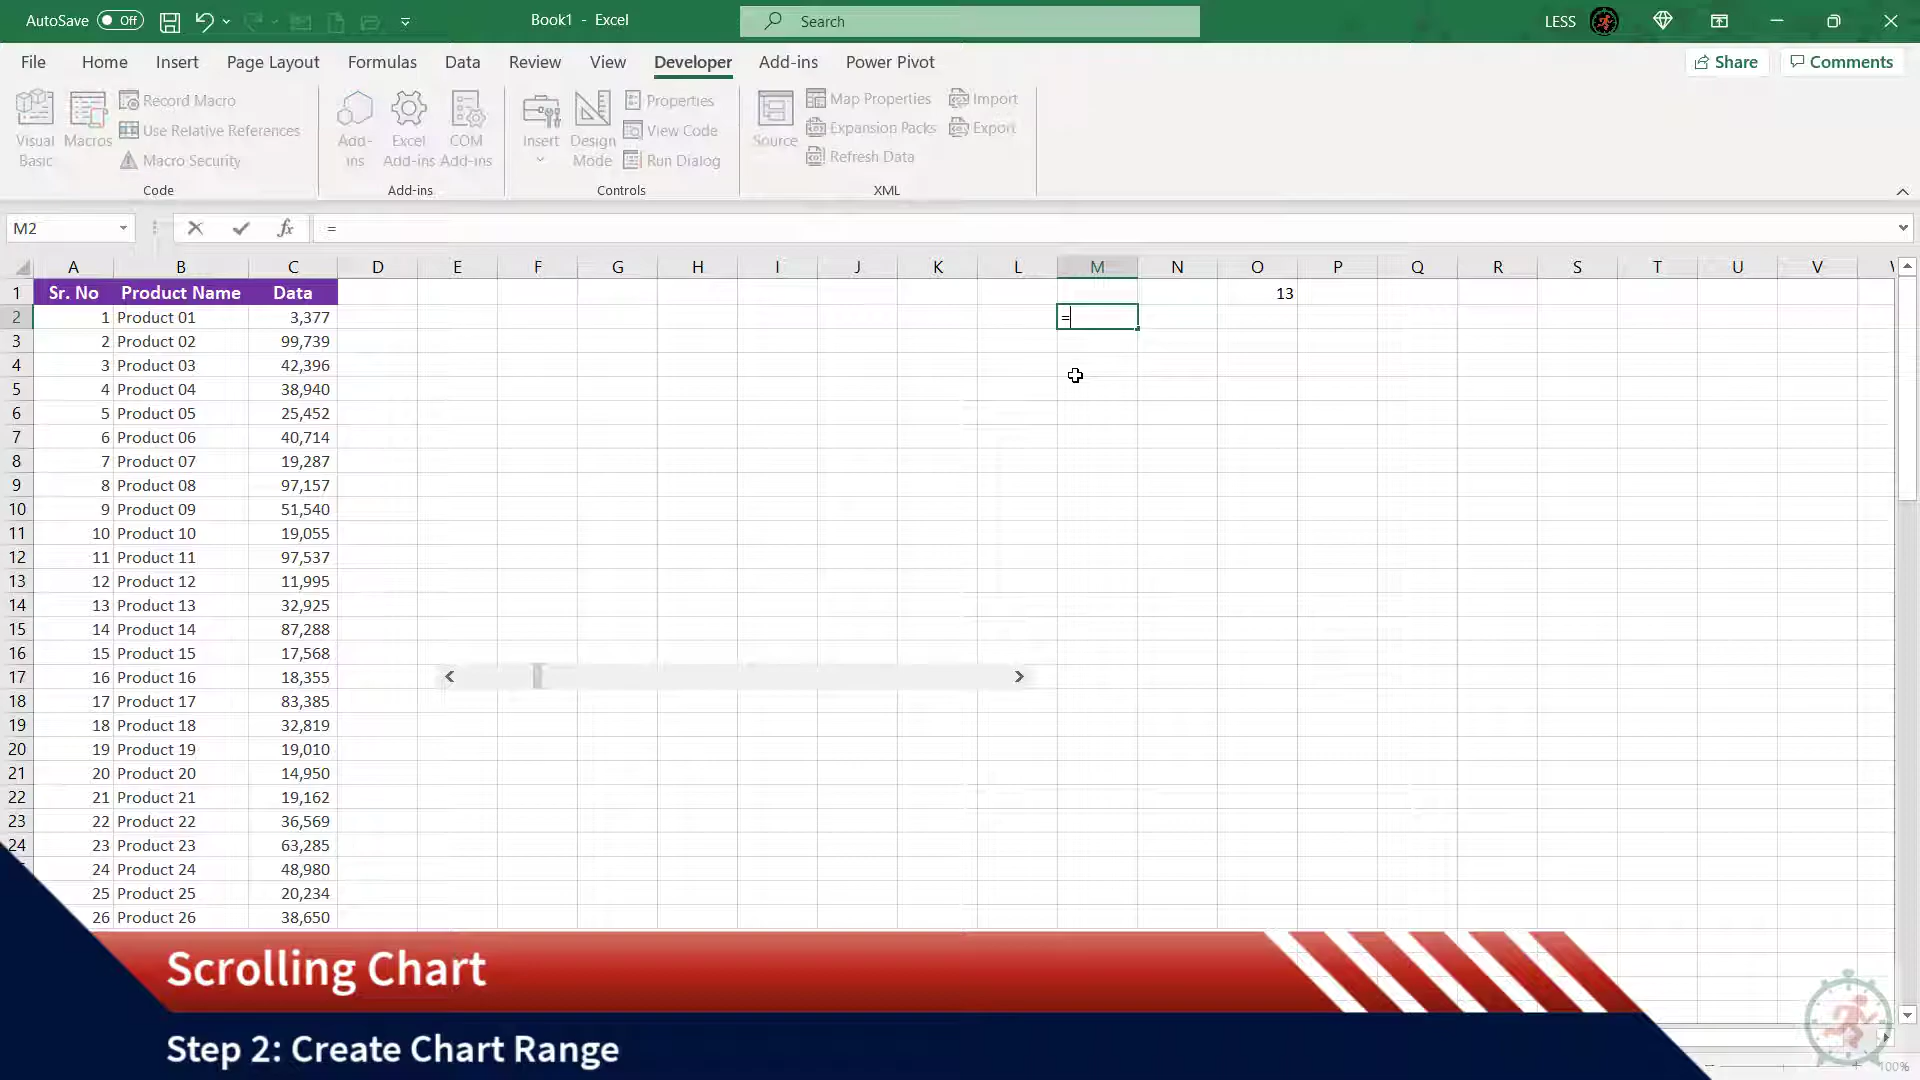 AutoSave Off
Book1 - Excel
Search
LESS
File Home Insert Page Layout Formulas Data Review View Developer Add-ins Power Pivot
Share Comments
Visual Basic
Macros
Record Macro
Use Relative References
Macro Security
Code
Add-ins
Excel Add-ins
COM Add-ins
Add-ins
Insert
Design Mode
Properties
View Code
Run Dialog
Controls
Source
Map Properties
Expansion Packs
Refresh Data
Import
Export
XML
M2 fx =
A B C D E F G H I J K L M N O P Q R S T U V
1 Sr. No Product Name Data 13
2 1 Product 01 3,377 =
3 2 Product 02 99,739
4 3 Product 03 42,396
5 4 Product 04 38,940
6 5 Product 05 25,452
7 6 Product 06 40,714
8 7 Product 07 19,287
9 8 Product 08 97,157
10 9 Product 09 51,540
11 10 Product 10 19,055
12 11 Product 11 97,537
13 12 Product 12 11,995
14 13 Product 13 32,925
15 14 Product 14 87,288
16 15 Product 15 17,568
17 16 Product 16 18,355
18 17 Product 17 83,385
19 18 Product 18 32,819
20 19 Product 19 19,010
21 20 Product 20 14,950
22 21 Product 21 19,162
23 22 Product 22 36,569
24 23 Product 23 63,285
24 Product 24 48,980
25 Product 25 20,234
26 Product 26 38,650
Scrolling Chart
Step 2: Create Chart Range
100%